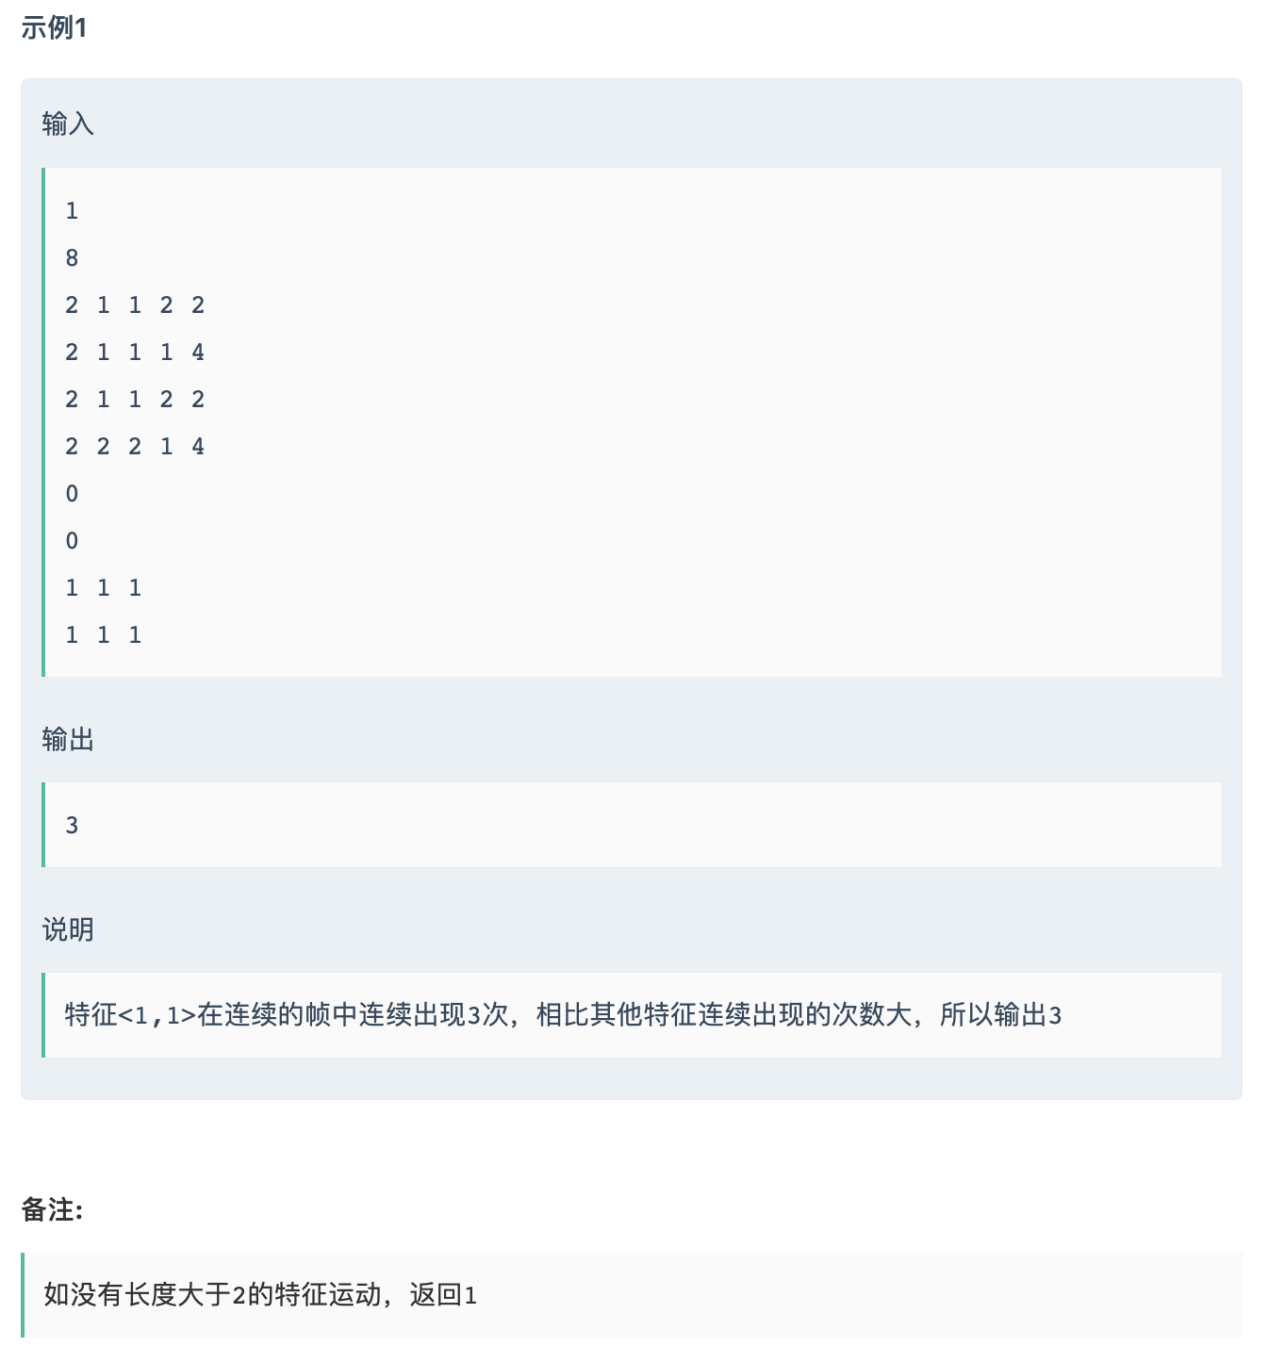 示例1
输入
1
8
2 1 1 2 2
2 1 1 1 4
2 1 1 2 2
2 2 2 1 4
0
0
1 1 1
1 1 1
输出
3
说明
特征<1,1>在连续的帧中连续出现3次，相比其他特征连续出现的次数大，所以输出3
备注:
如没有长度大于2的特征运动，返回1